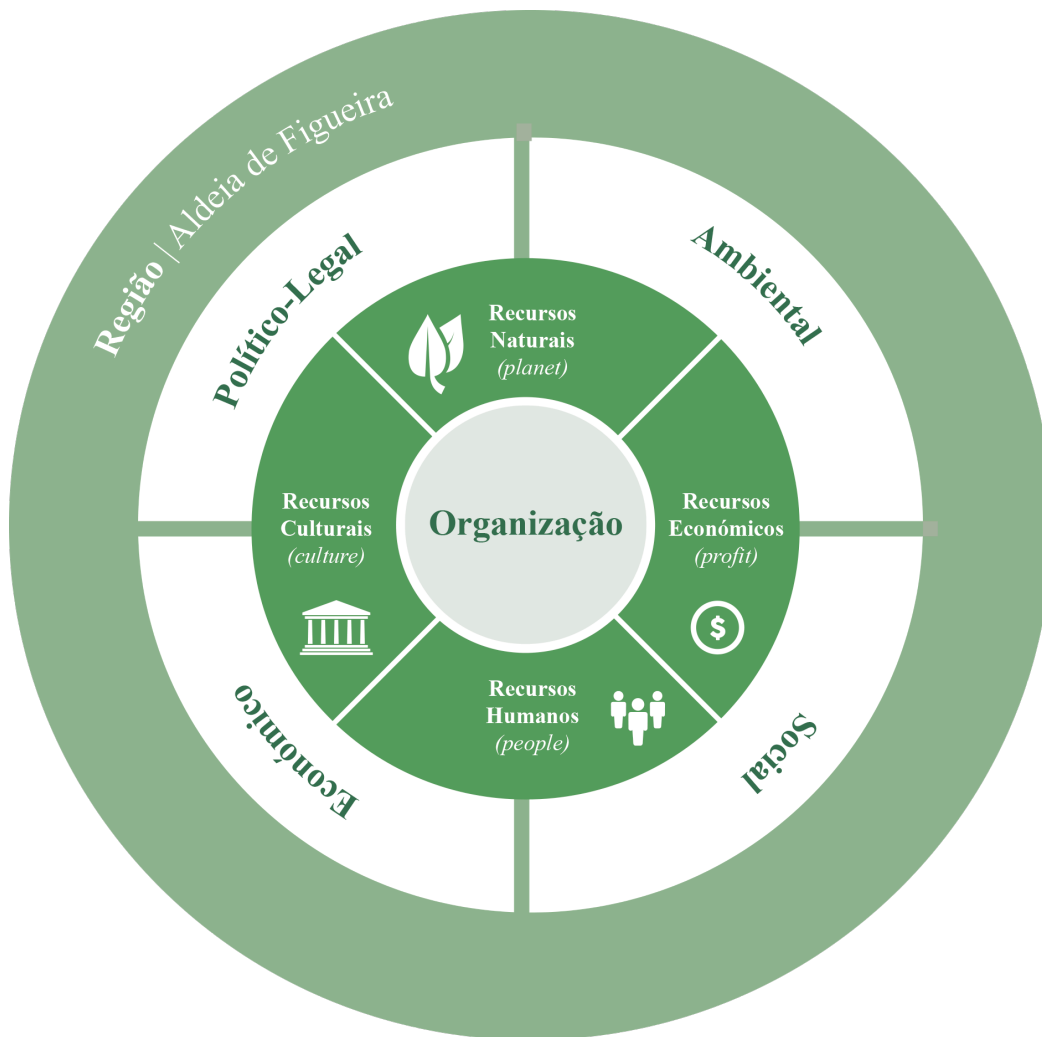 Região | Aldeia de Figueira
Político-Legal
Ambiental
Recursos
Naturais
(planet)
Recursos
Culturais
(culture)
Organização
Recursos
Económicos
(profit)
$
Recursos
Humanos
(people)
Económico
Social